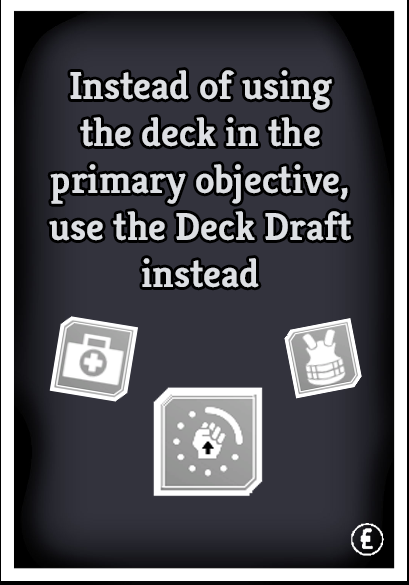 Instead of using
the deck in the
primary objective,
use the Deck Draft
instead
£